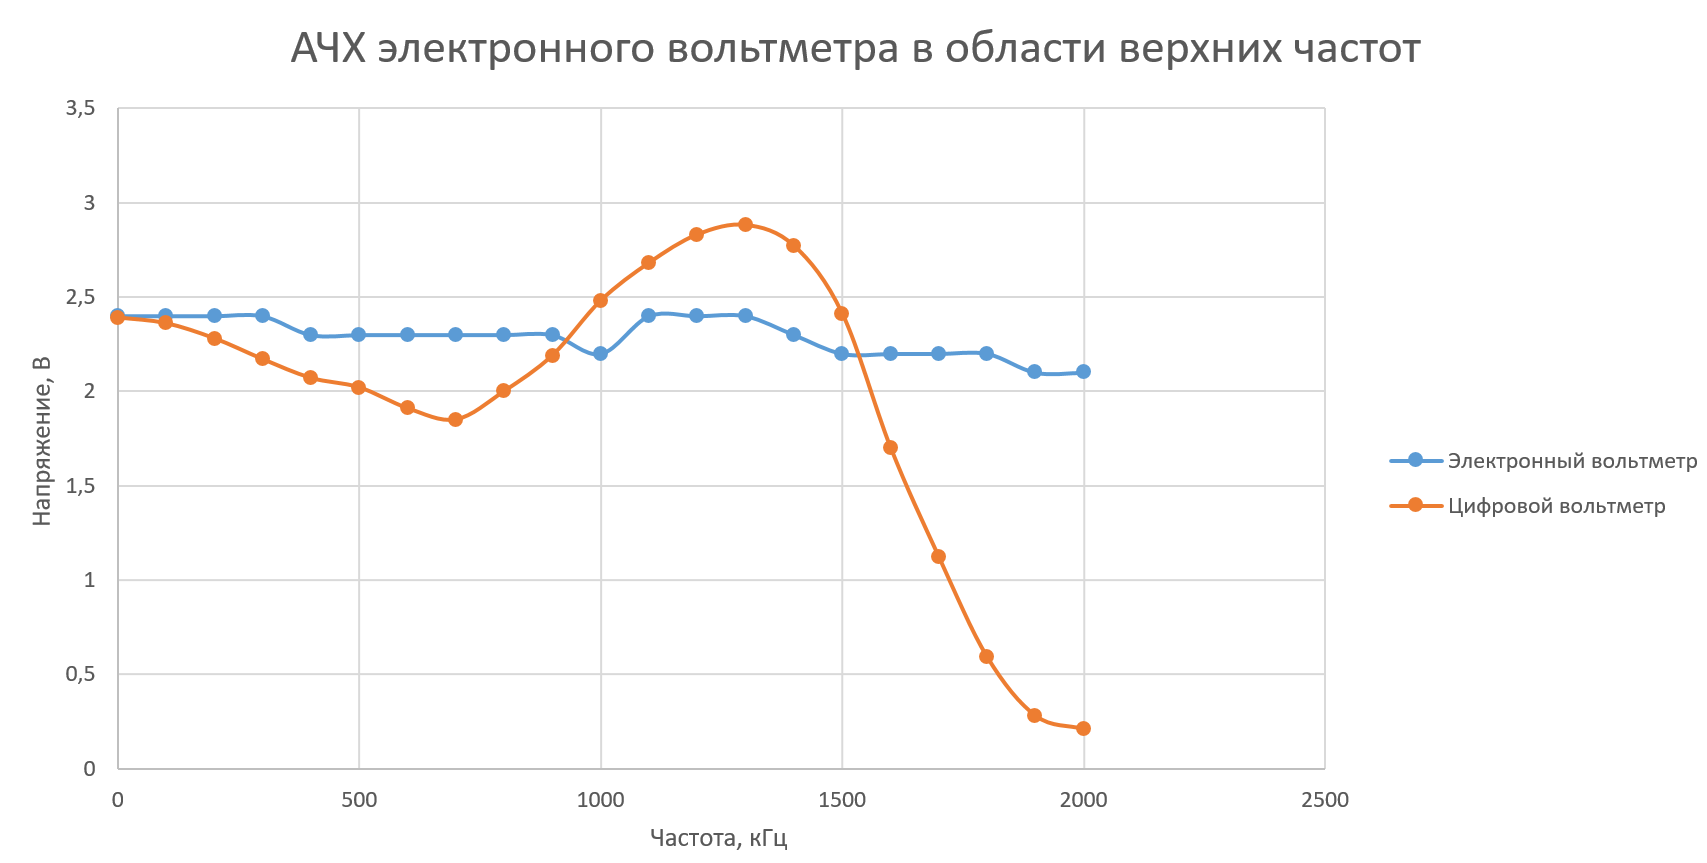 АЧХ электронного вольтметра в области верхних частот
3,5
3
2,5
2
1,5
1
0,5
0
Напряжение, В
0 500 1000 1500 2000 2500
Частота, кГц
Электронный вольтметр
Цифровой вольтметр